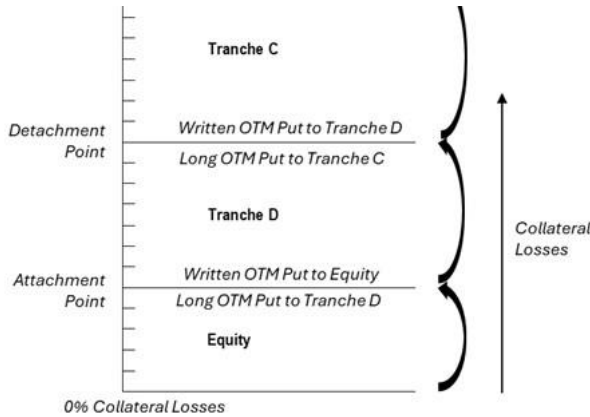 Tranche C
Detachment
Point
Written OTM Put to Tranche D
Long OTM Put to Tranche C
Tranche D
Collateral
Losses
Attachment
Point
Written OTM Put to Equity
Long OTM Put to Tranche D
Equity
0% Collateral Losses